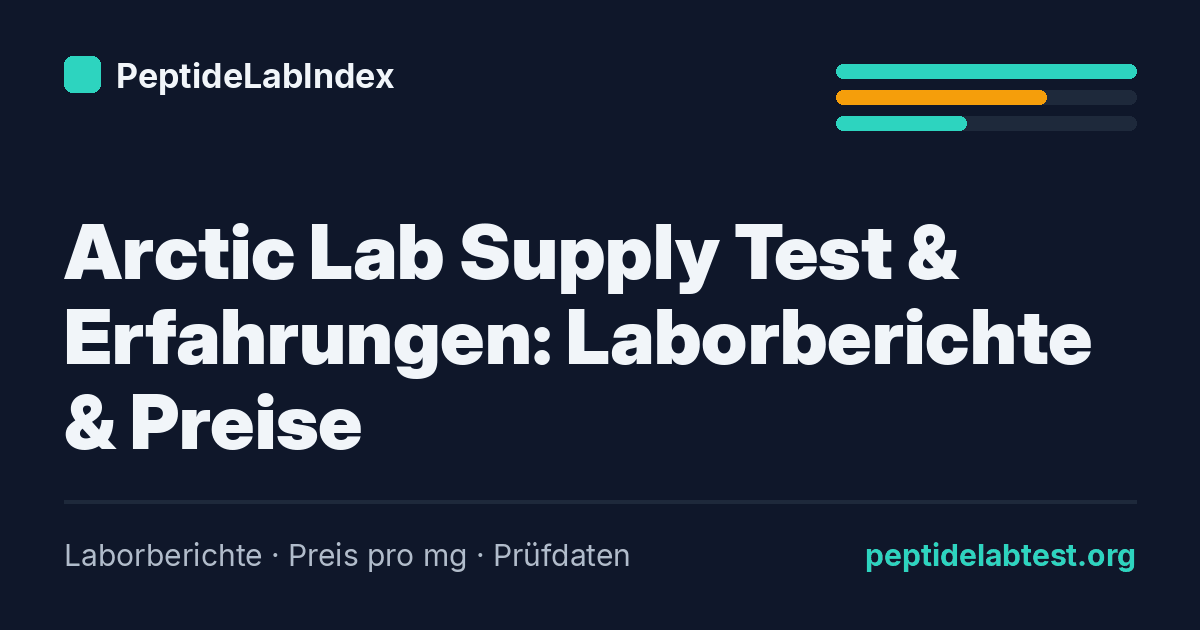 PeptideLabIndex
Arctic Lab Supply Test &
Erfahrungen: Laborberichte
& Preise
Laborberichte · Preis pro mg · Prüfdaten
peptidelabtest.org